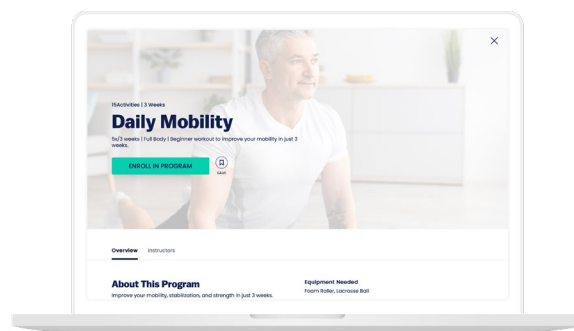 15Activities | 3 Weeks
Daily Mobility
5x/3 weeks | Full Body | Beginner workout to improve your mobility in just 3
weeks.
ENROLL IN PROGRAM
SAVE
Overview Instructors
About This Program
Improve your mobility, stabilization, and strength in just 3 weeks.
Equipment Needed
Foam Roller, Lacrosse Ball